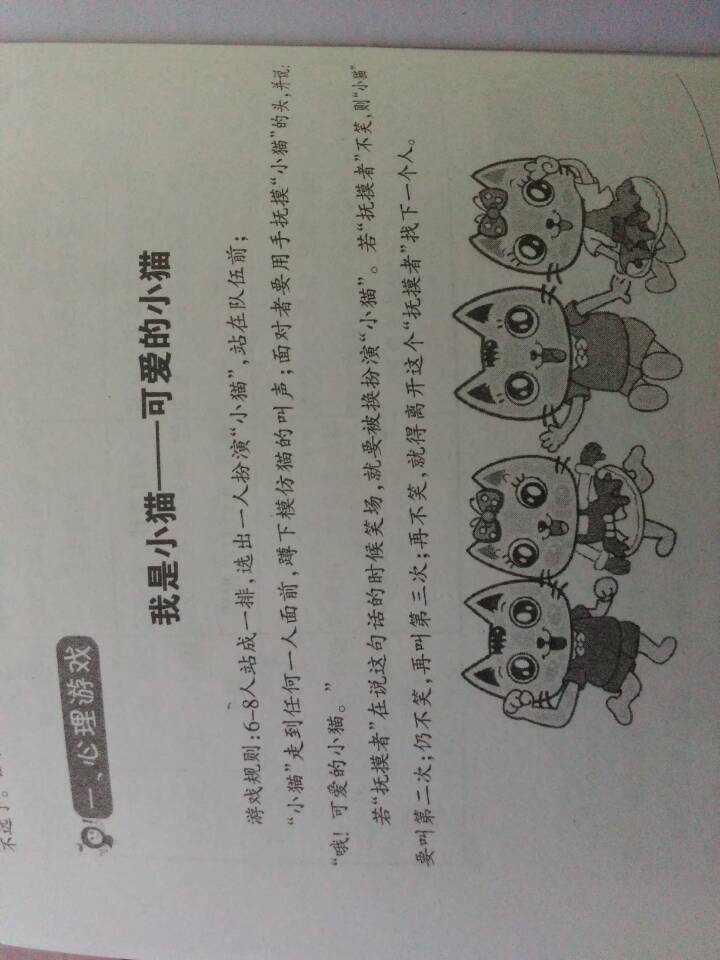 不远了。
一、心理游戏
我是小猫——可爱的小猫
游戏规则:6-8人站成一排,选出一人扮演“小猫”,站在队伍前;
“小猫”走到任何一人面前,蹲下模仿猫的叫声;面对者要用手抚摸“小猫”的头,并说:
“哦!可爱的小猫。”
若“抚摸者”在说这句话的时候笑场,就要被换扮演“小猫”。若“抚摸者”不笑,则“小猫”
要叫第二次;仍不笑,再叫第三次;再不笑,就得离开这个“抚摸者”找下一个人。